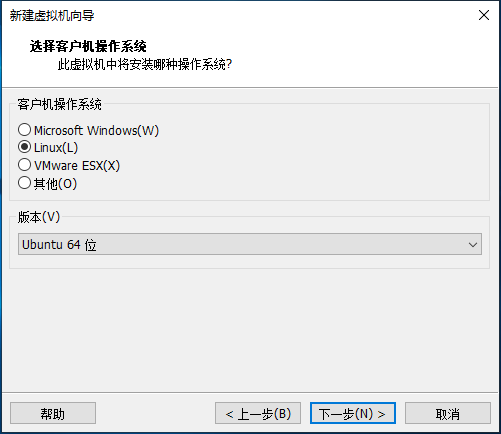 新建虚拟机向导
选择客户机操作系统
此虚拟机中将安装哪种操作系统?
客户机操作系统
Microsoft Windows(W)
Linux(L)
VMware ESX(X)
其他(O)
版本(V)
Ubuntu 64 位
帮助
< 上一步(B)
下一步(N) >
取消